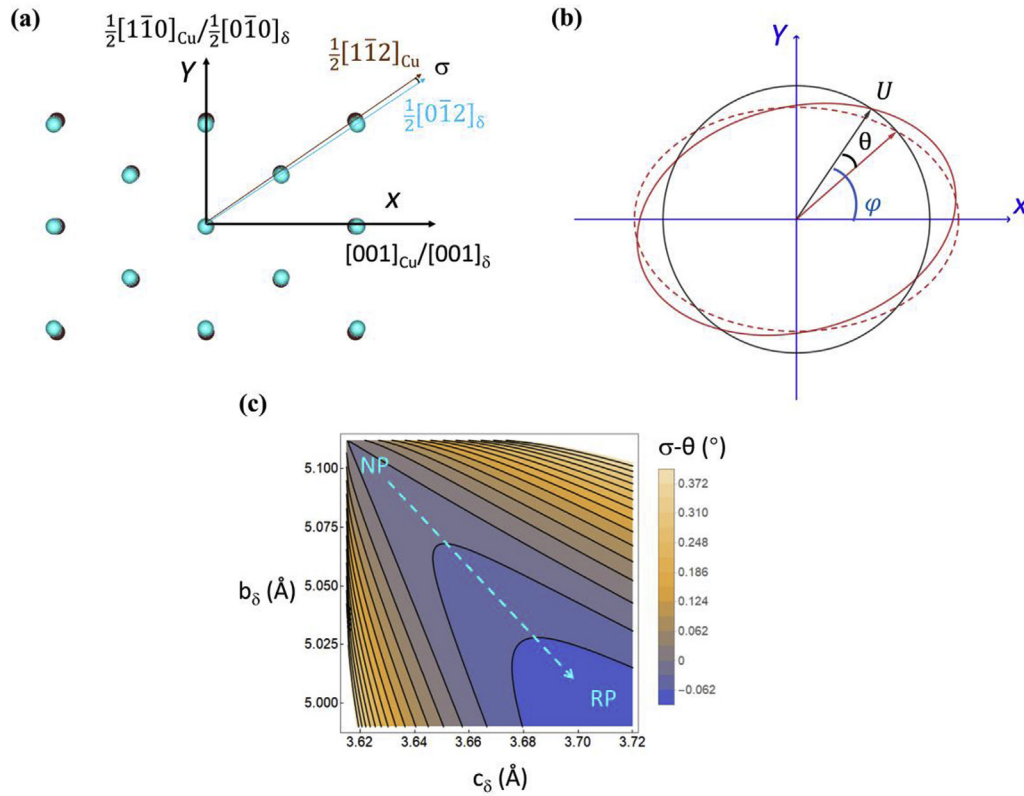 (a)
½[11̅0]Cu/½[01̅0]δ
Y
½[11̅2]Cu
σ
½[01̅2]δ
X
[001]Cu/[001]δ
(b)
Y
U
θ
φ
x
(c)
σ-θ (°)
NP
RP
5.100
5.075
5.050
5.025
5.000
bδ (Å)
3.62 3.64 3.66 3.68 3.70 3.72
cδ (Å)
0.372
0.310
0.248
0.186
0.124
0.062
0
−0.062